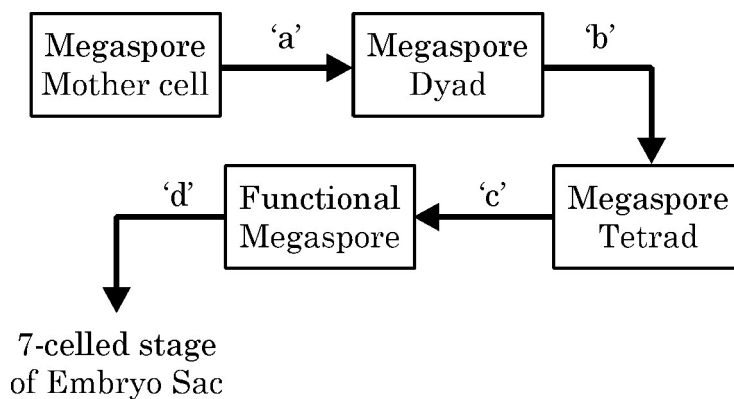 Megaspore
Mother cell
‘a’
Megaspore
Dyad
‘b’
Megaspore
Tetrad
‘c’
Functional
Megaspore
‘d’
7-celled stage
of Embryo Sac